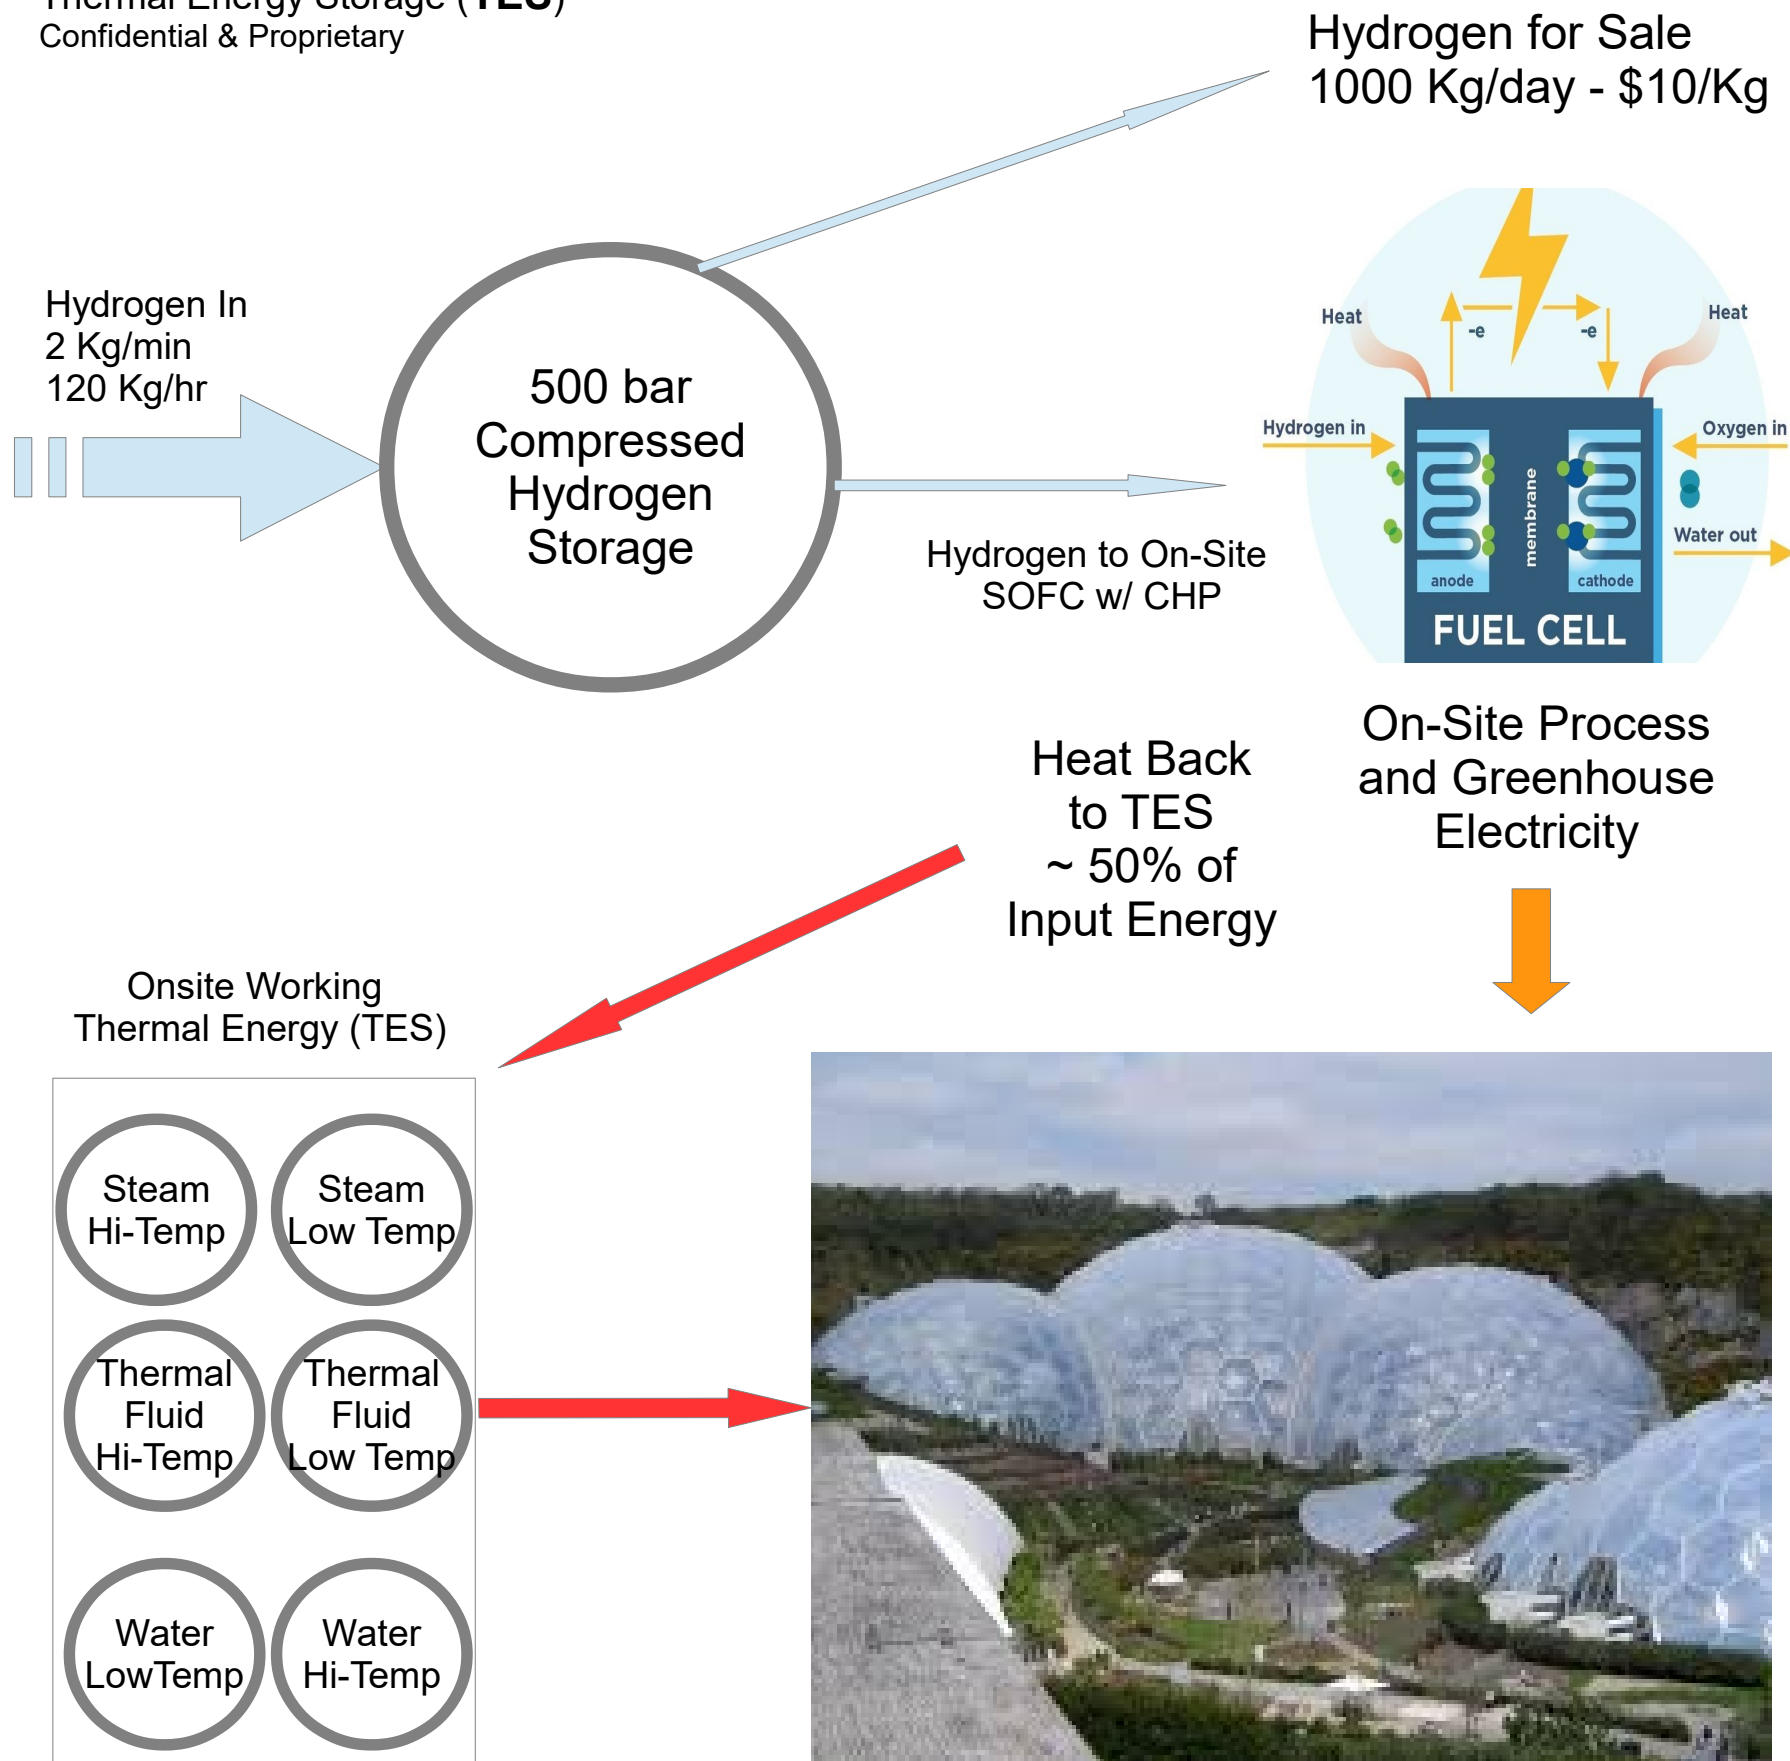 Thermal Energy Storage (TES)
Confidential & Proprietary
Hydrogen for Sale
1000 Kg/day - $10/Kg
Hydrogen In
2 Kg/min
120 Kg/hr
500 bar
Compressed
Hydrogen
Storage
Heat
Heat
-e
-e
Hydrogen in
Oxygen in
membrane
Water out
anode
cathode
FUEL CELL
Hydrogen to On-Site
SOFC w/ CHP
On-Site Process
and Greenhouse
Electricity
Heat Back
to TES
~ 50% of
Input Energy
Onsite Working
Thermal Energy (TES)
Steam
Hi-Temp
Steam
Low Temp
Thermal
Fluid
Hi-Temp
Thermal
Fluid
Low Temp
Water
LowTemp
Water
Hi-Temp